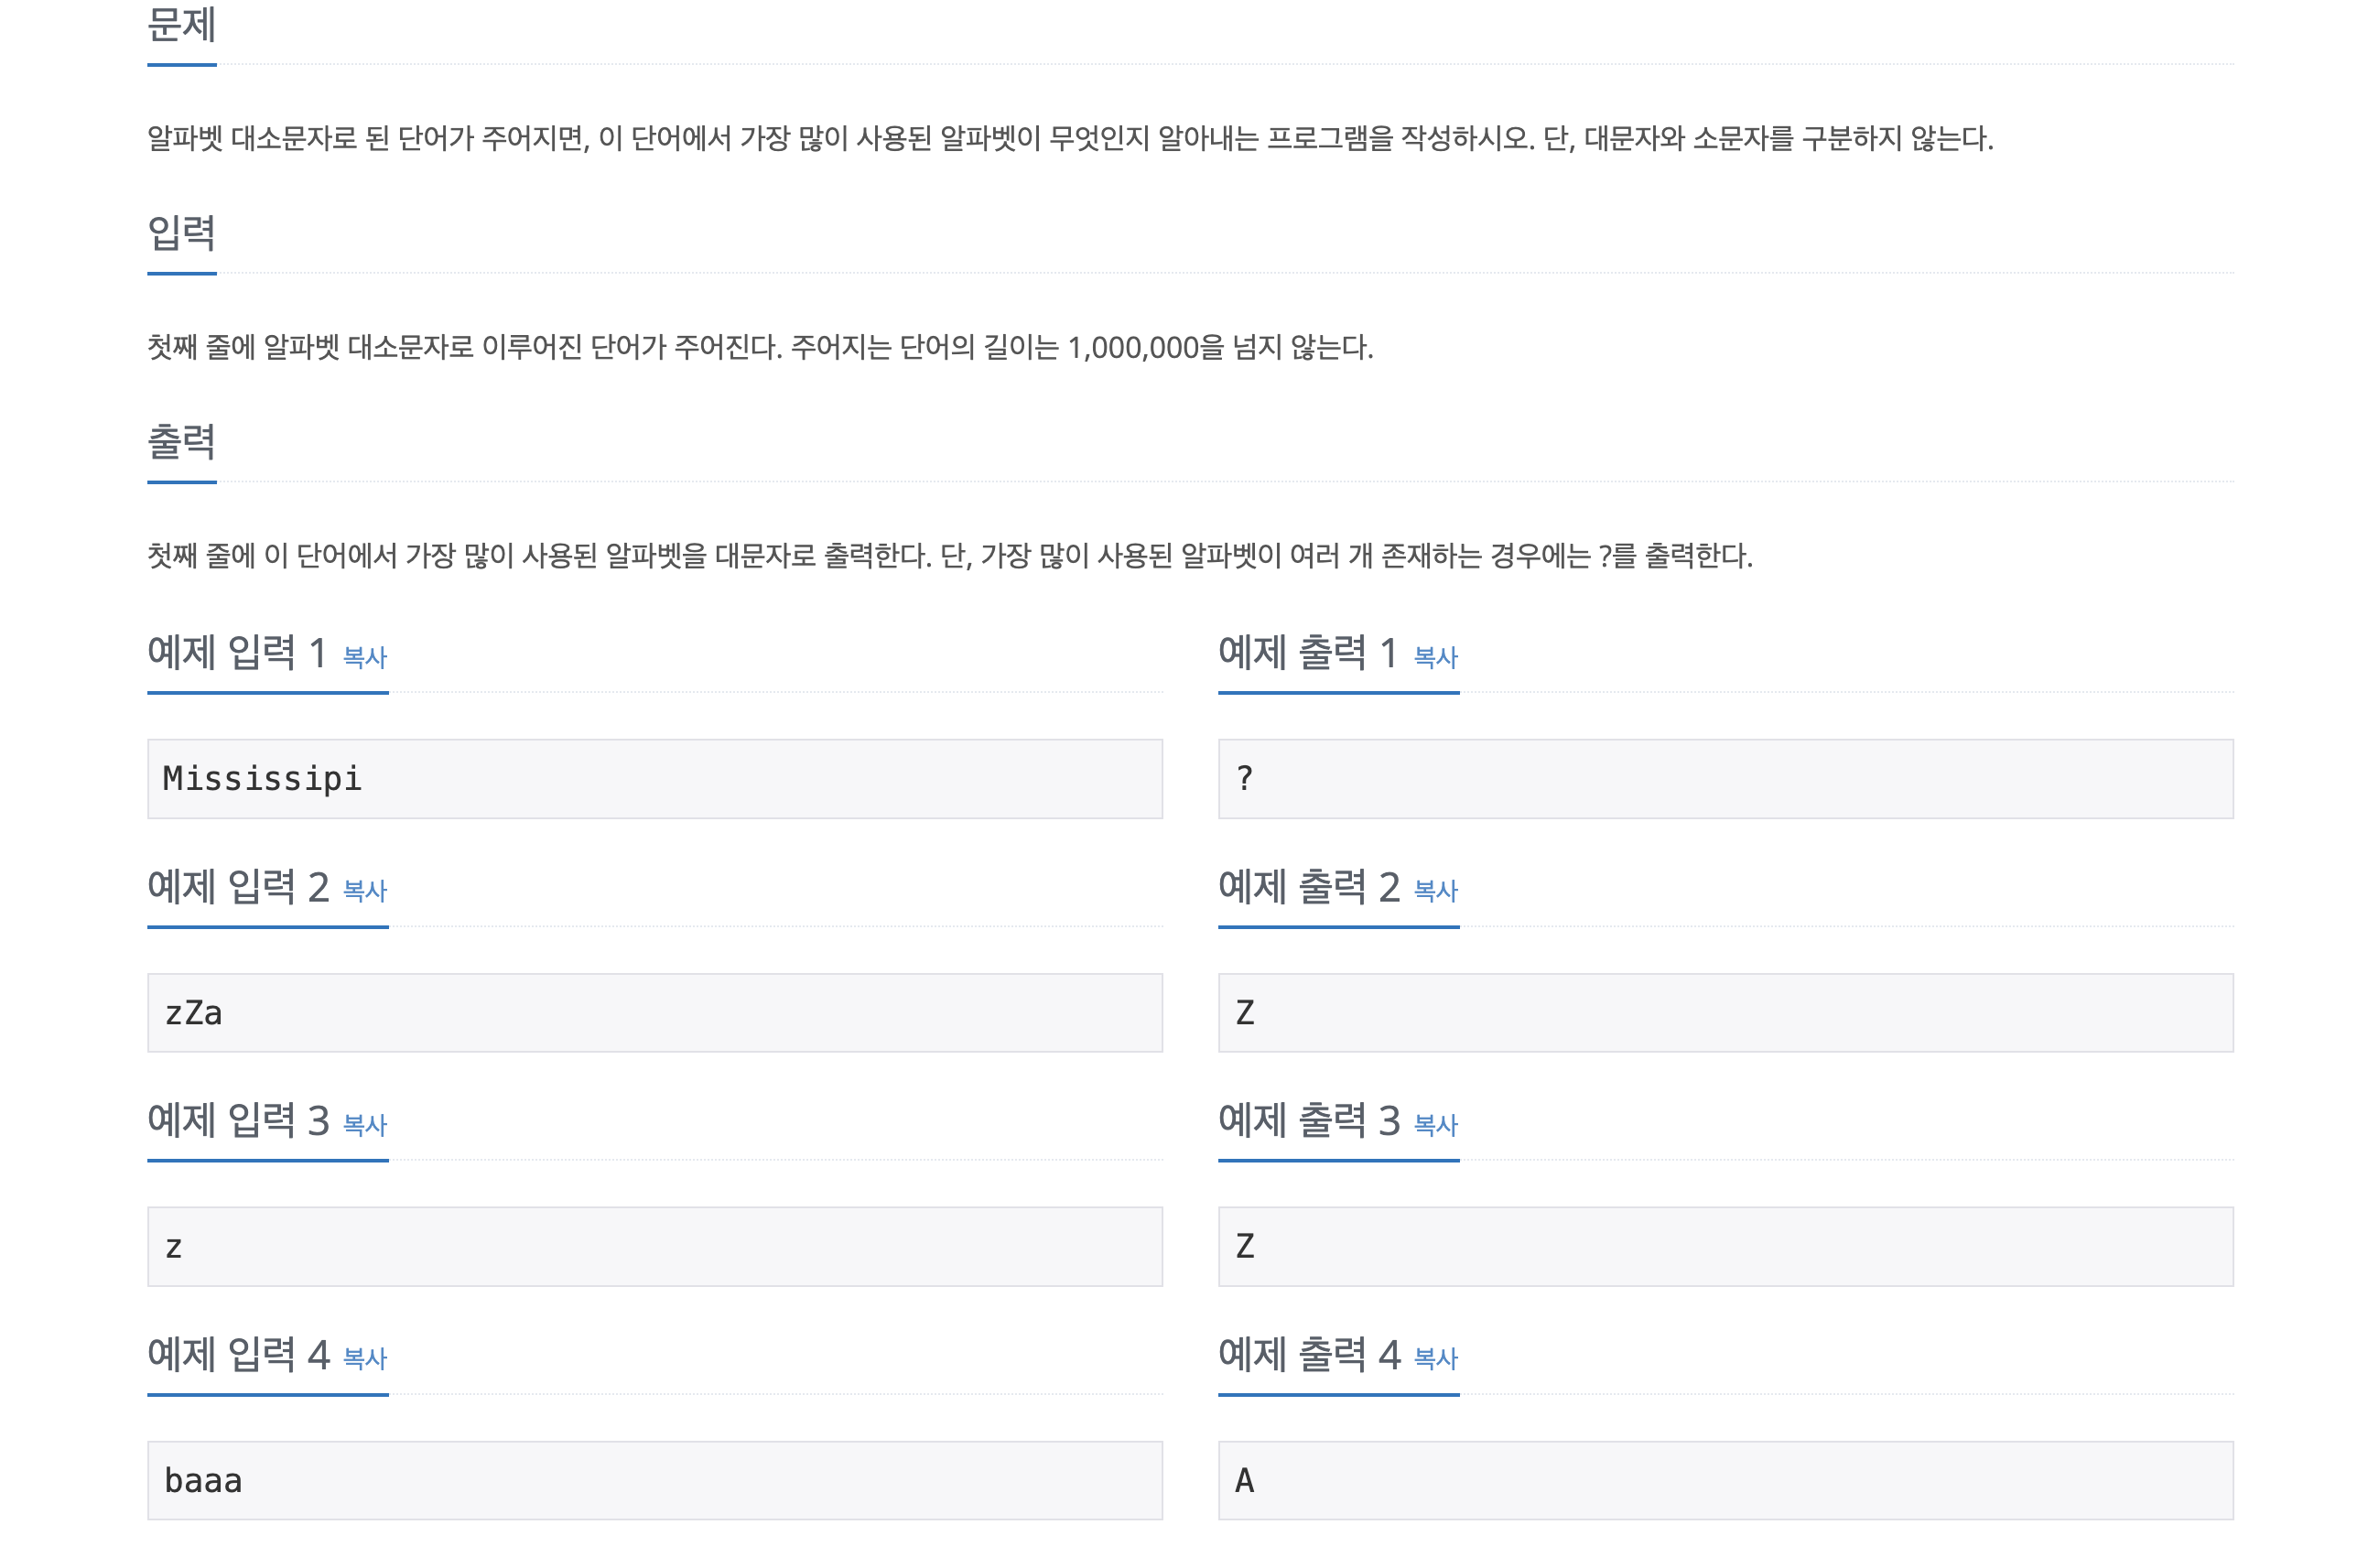 문제
알파벳 대소문자로 된 단어가 주어지면, 이 단어에서 가장 많이 사용된 알파벳이 무엇인지 알아내는 프로그램을 작성하시오. 단, 대문자와 소문자를 구분하지 않는다.
입력
첫째 줄에 알파벳 대소문자로 이루어진 단어가 주어진다. 주어지는 단어의 길이는 1,000,000을 넘지 않는다.
출력
첫째 줄에 이 단어에서 가장 많이 사용된 알파벳을 대문자로 출력한다. 단, 가장 많이 사용된 알파벳이 여러 개 존재하는 경우에는 ?를 출력한다.
예제 입력 1 복사
Mississipi
예제 출력 1 복사
?
예제 입력 2 복사
zZa
예제 출력 2 복사
Z
예제 입력 3 복사
z
예제 출력 3 복사
Z
예제 입력 4 복사
baaa
예제 출력 4 복사
A